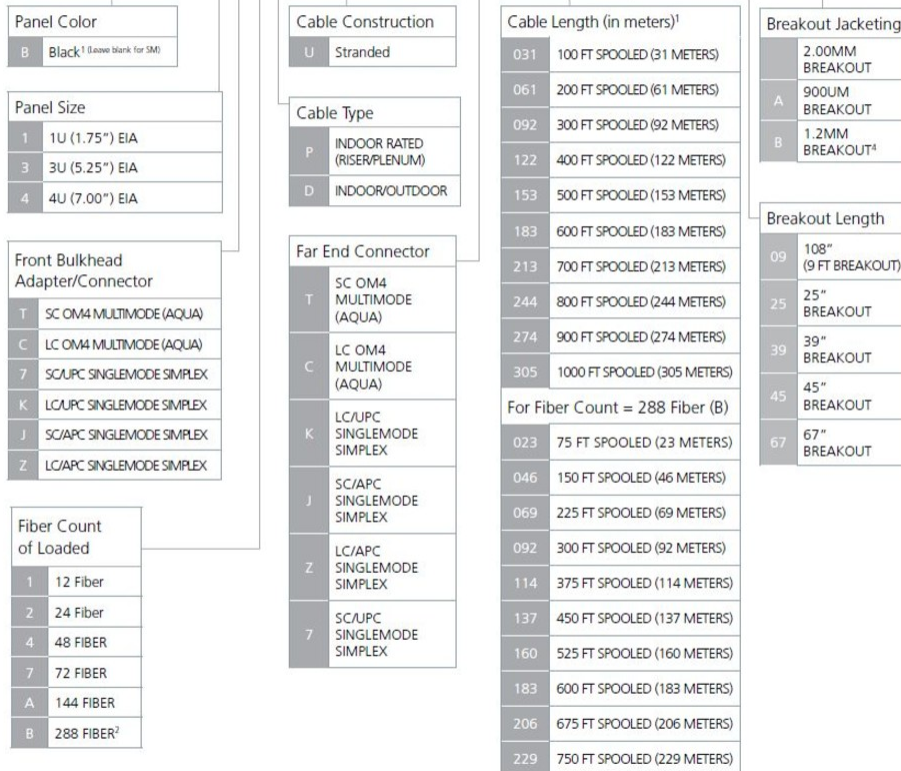 Panel Color
B Black¹ (Leave blank for SM)
Panel Size
1 1U (1.75”) EIA
3 3U (5.25”) EIA
4 4U (7.00”) EIA
Front Bulkhead
Adapter/Connector
T SC OM4 MULTIMODE (AQUA)
C LC OM4 MULTIMODE (AQUA)
7 SC/UPC SINGLEMODE SIMPLEX
K LC/UPC SINGLEMODE SIMPLEX
J SC/APC SINGLEMODE SIMPLEX
Z LC/APC SINGLEMODE SIMPLEX
Fiber Count
of Loaded
1 12 Fiber
2 24 Fiber
4 48 FIBER
7 72 FIBER
A 144 FIBER
B 288 FIBER²
Cable Construction
U Stranded
Cable Type
P INDOOR RATED
(RISER/PLENUM)
D INDOOR/OUTDOOR
Far End Connector
T SC OM4
MULTIMODE
(AQUA)
C LC OM4
MULTIMODE
(AQUA)
K LC/UPC
SINGLEMODE
SIMPLEX
J SC/APC
SINGLEMODE
SIMPLEX
Z LC/APC
SINGLEMODE
SIMPLEX
7 SC/UPC
SINGLEMODE
SIMPLEX
Cable Length (in meters)¹
031 100 FT SPOOLED (31 METERS)
061 200 FT SPOOLED (61 METERS)
092 300 FT SPOOLED (92 METERS)
122 400 FT SPOOLED (122 METERS)
153 500 FT SPOOLED (153 METERS)
183 600 FT SPOOLED (183 METERS)
213 700 FT SPOOLED (213 METERS)
244 800 FT SPOOLED (244 METERS)
274 900 FT SPOOLED (274 METERS)
305 1000 FT SPOOLED (305 METERS)
For Fiber Count = 288 Fiber (B)
023 75 FT SPOOLED (23 METERS)
046 150 FT SPOOLED (46 METERS)
069 225 FT SPOOLED (69 METERS)
092 300 FT SPOOLED (92 METERS)
114 375 FT SPOOLED (114 METERS)
137 450 FT SPOOLED (137 METERS)
160 525 FT SPOOLED (160 METERS)
183 600 FT SPOOLED (183 METERS)
206 675 FT SPOOLED (206 METERS)
229 750 FT SPOOLED (229 METERS)
Breakout Jacketing
2.00MM
BREAKOUT
A 900UM
BREAKOUT
B 1.2MM
BREAKOUT⁴
Breakout Length
09 108”
(9 FT BREAKOUT)
25 25”
BREAKOUT
39 39”
BREAKOUT
45 45”
BREAKOUT
67 67”
BREAKOUT